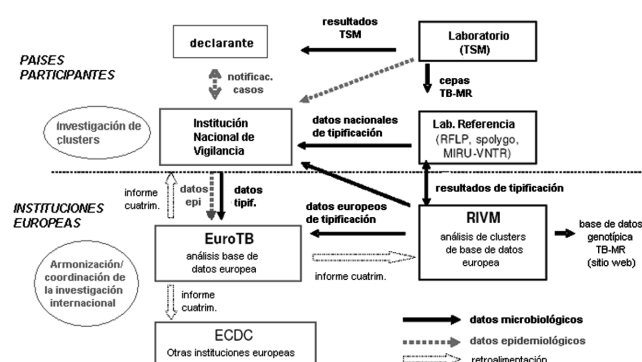 resultados
TSM
declarante
Laboratorio
(TSM)
PAISES
PARTICIPANTES
notificac.
casos
cepas
TB-MR
Investigación de
clusters
Institución
Nacional de
Vigilancia
datos nacionales
de tipificación
Lab. Referencia
(RFLP, spolygo,
MIRU-VNTR)
informe
cuatrim.
datos
epi
datos
tipif.
resultados de tipificación
INSTITUCIONES
EUROPEAS
datos europeos
de tipificación
EuroTB
análisis base de
datos europea
RIVM
análisis de clusters
de base de datos
europea
base de datos
genotípica
TB-MR
(sitio web)
Armonización/
coordinación de
la investigación
internacional
informe cuatrim.
informe
cuatrim.
ECDC
Otras instituciones europeas
datos microbiológicos
datos epidemiológicos
retroalimentación